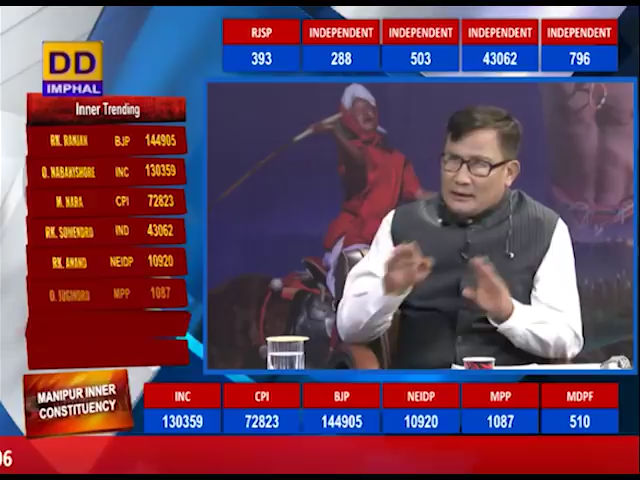 RJSP INDEPENDENT INDEPENDENT INDEPENDENT INDEPENDENT
393 288 503 43062 796
DD
IMPHAL
Inner Trending
RK. RANJAN BJP 144905
O. NABAKISHORE INC 130359
M. NARA CPI 72823
RK. SOMENDRO IND 43062
RK. ANAND NEIDP 10920
MPP 1087
MANIPUR INNER
CONSTITUENCY
INC CPI BJP NEIDP MPP MDPF
130359 72823 144905 10920 1087 510
06